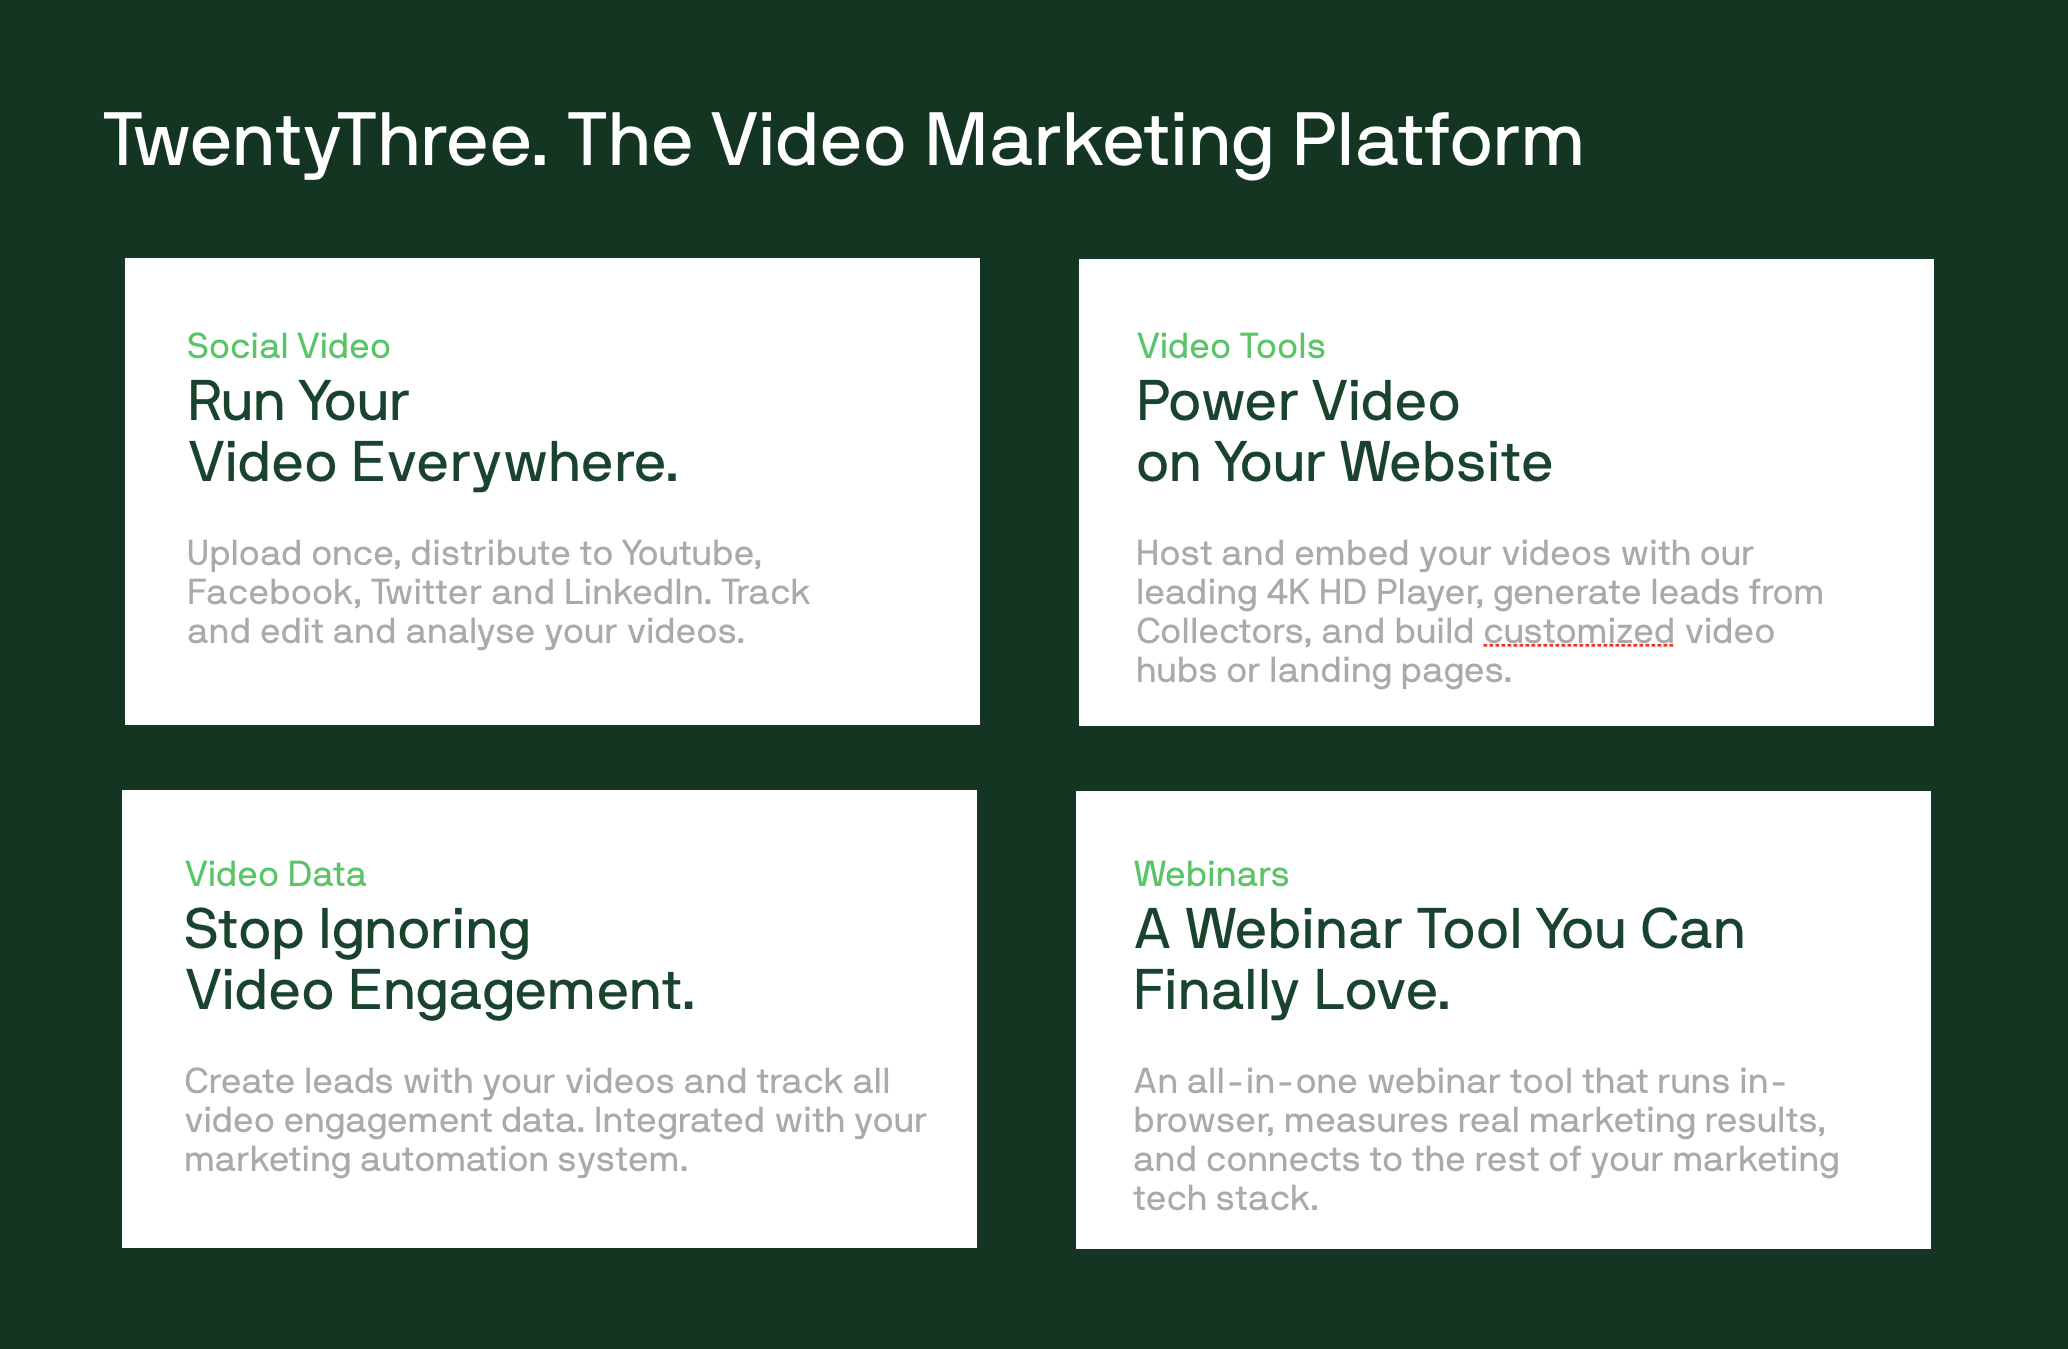 TwentyThree. The Video Marketing Platform
Social Video
Run Your
Video Everywhere.
Upload once, distribute to Youtube,
Facebook, Twitter and LinkedIn. Track
and edit and analyse your videos.
Video Tools
Power Video
on Your Website
Host and embed your videos with our
leading 4K HD Player, generate leads from
Collectors, and build customized video
hubs or landing pages.
Video Data
Stop Ignoring
Video Engagement.
Create leads with your videos and track all
video engagement data. Integrated with your
marketing automation system.
Webinars
A Webinar Tool You Can
Finally Love.
An all-in-one webinar tool that runs in-
browser, measures real marketing results,
and connects to the rest of your marketing
tech stack.